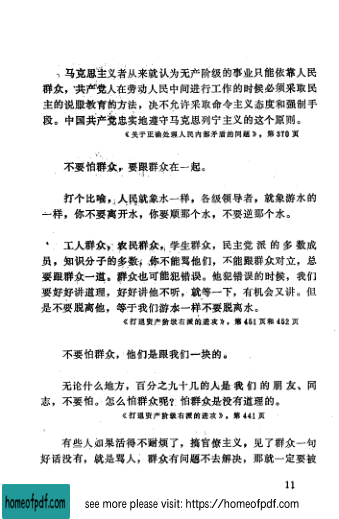 马克思主义者从来就认为无产阶级的事业只能依靠人民
群众，共产党人在劳动人民中间进行工作的时候必须采取民
主的说服教育的方法，决不允许采取命令主义态度和强制手
段。中国共产党忠实地遵守马克思列宁主义的这个原则。
《关于正确处理人民内部矛盾的问题》，第370页
不要怕群众，要跟群众在一起。
打个比喻，人民就象水一样，各级领导者，就象游水的
一样，你不要离开水，你要顺那个水，不要逆那个水。
工人群众，农民群众，学生群众，民主党派的多数成
员，知识分子的多数，你不能骂他们，不能跟群众对立，总
要跟群众一道。群众也可能犯错误。他犯错误的时候，我们
要好好讲道理，好好讲他不听，就等一下，有机会又讲。但
是不要脱离他，等于我们游水一样不要脱离水。
《打退资产阶级右派的进攻》，第451页和452页
不要怕群众，他们是跟我们一块的。
无论什么地方，百分之九十几的人是我们的朋友、同
志，不要怕。怎么怕群众呢？怕群众是没有道理的。
《打退资产阶级右派的进攻》，第441页
有些人如果活得不耐烦了，搞官僚主义，见了群众一句
好话没有，就是骂人，群众有问题不去解决，那就一定要被
11
homeofpdf.com
see more please visit: https://homeofpdf.com